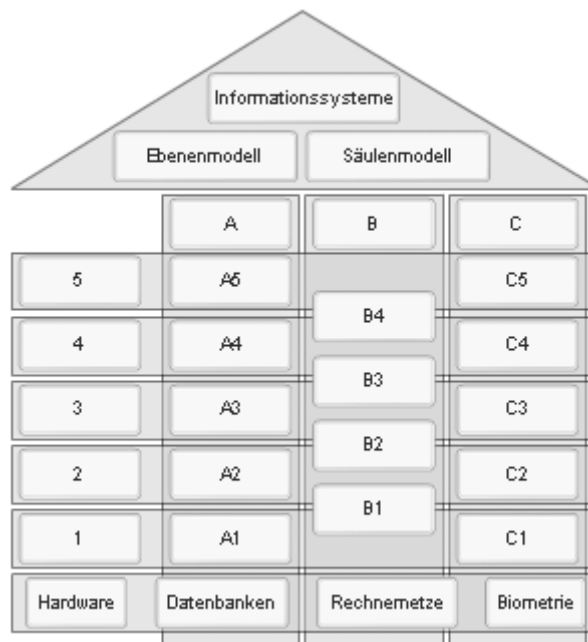 Informationssysteme
Ebenenmodell Säulenmodell
A B C
5 A5 C5
B4
4 A4 C4
B3
3 A3 C3
B2
2 A2 C2
B1
1 A1 C1
Hardware Datenbanken Rechnernetze Biometrie